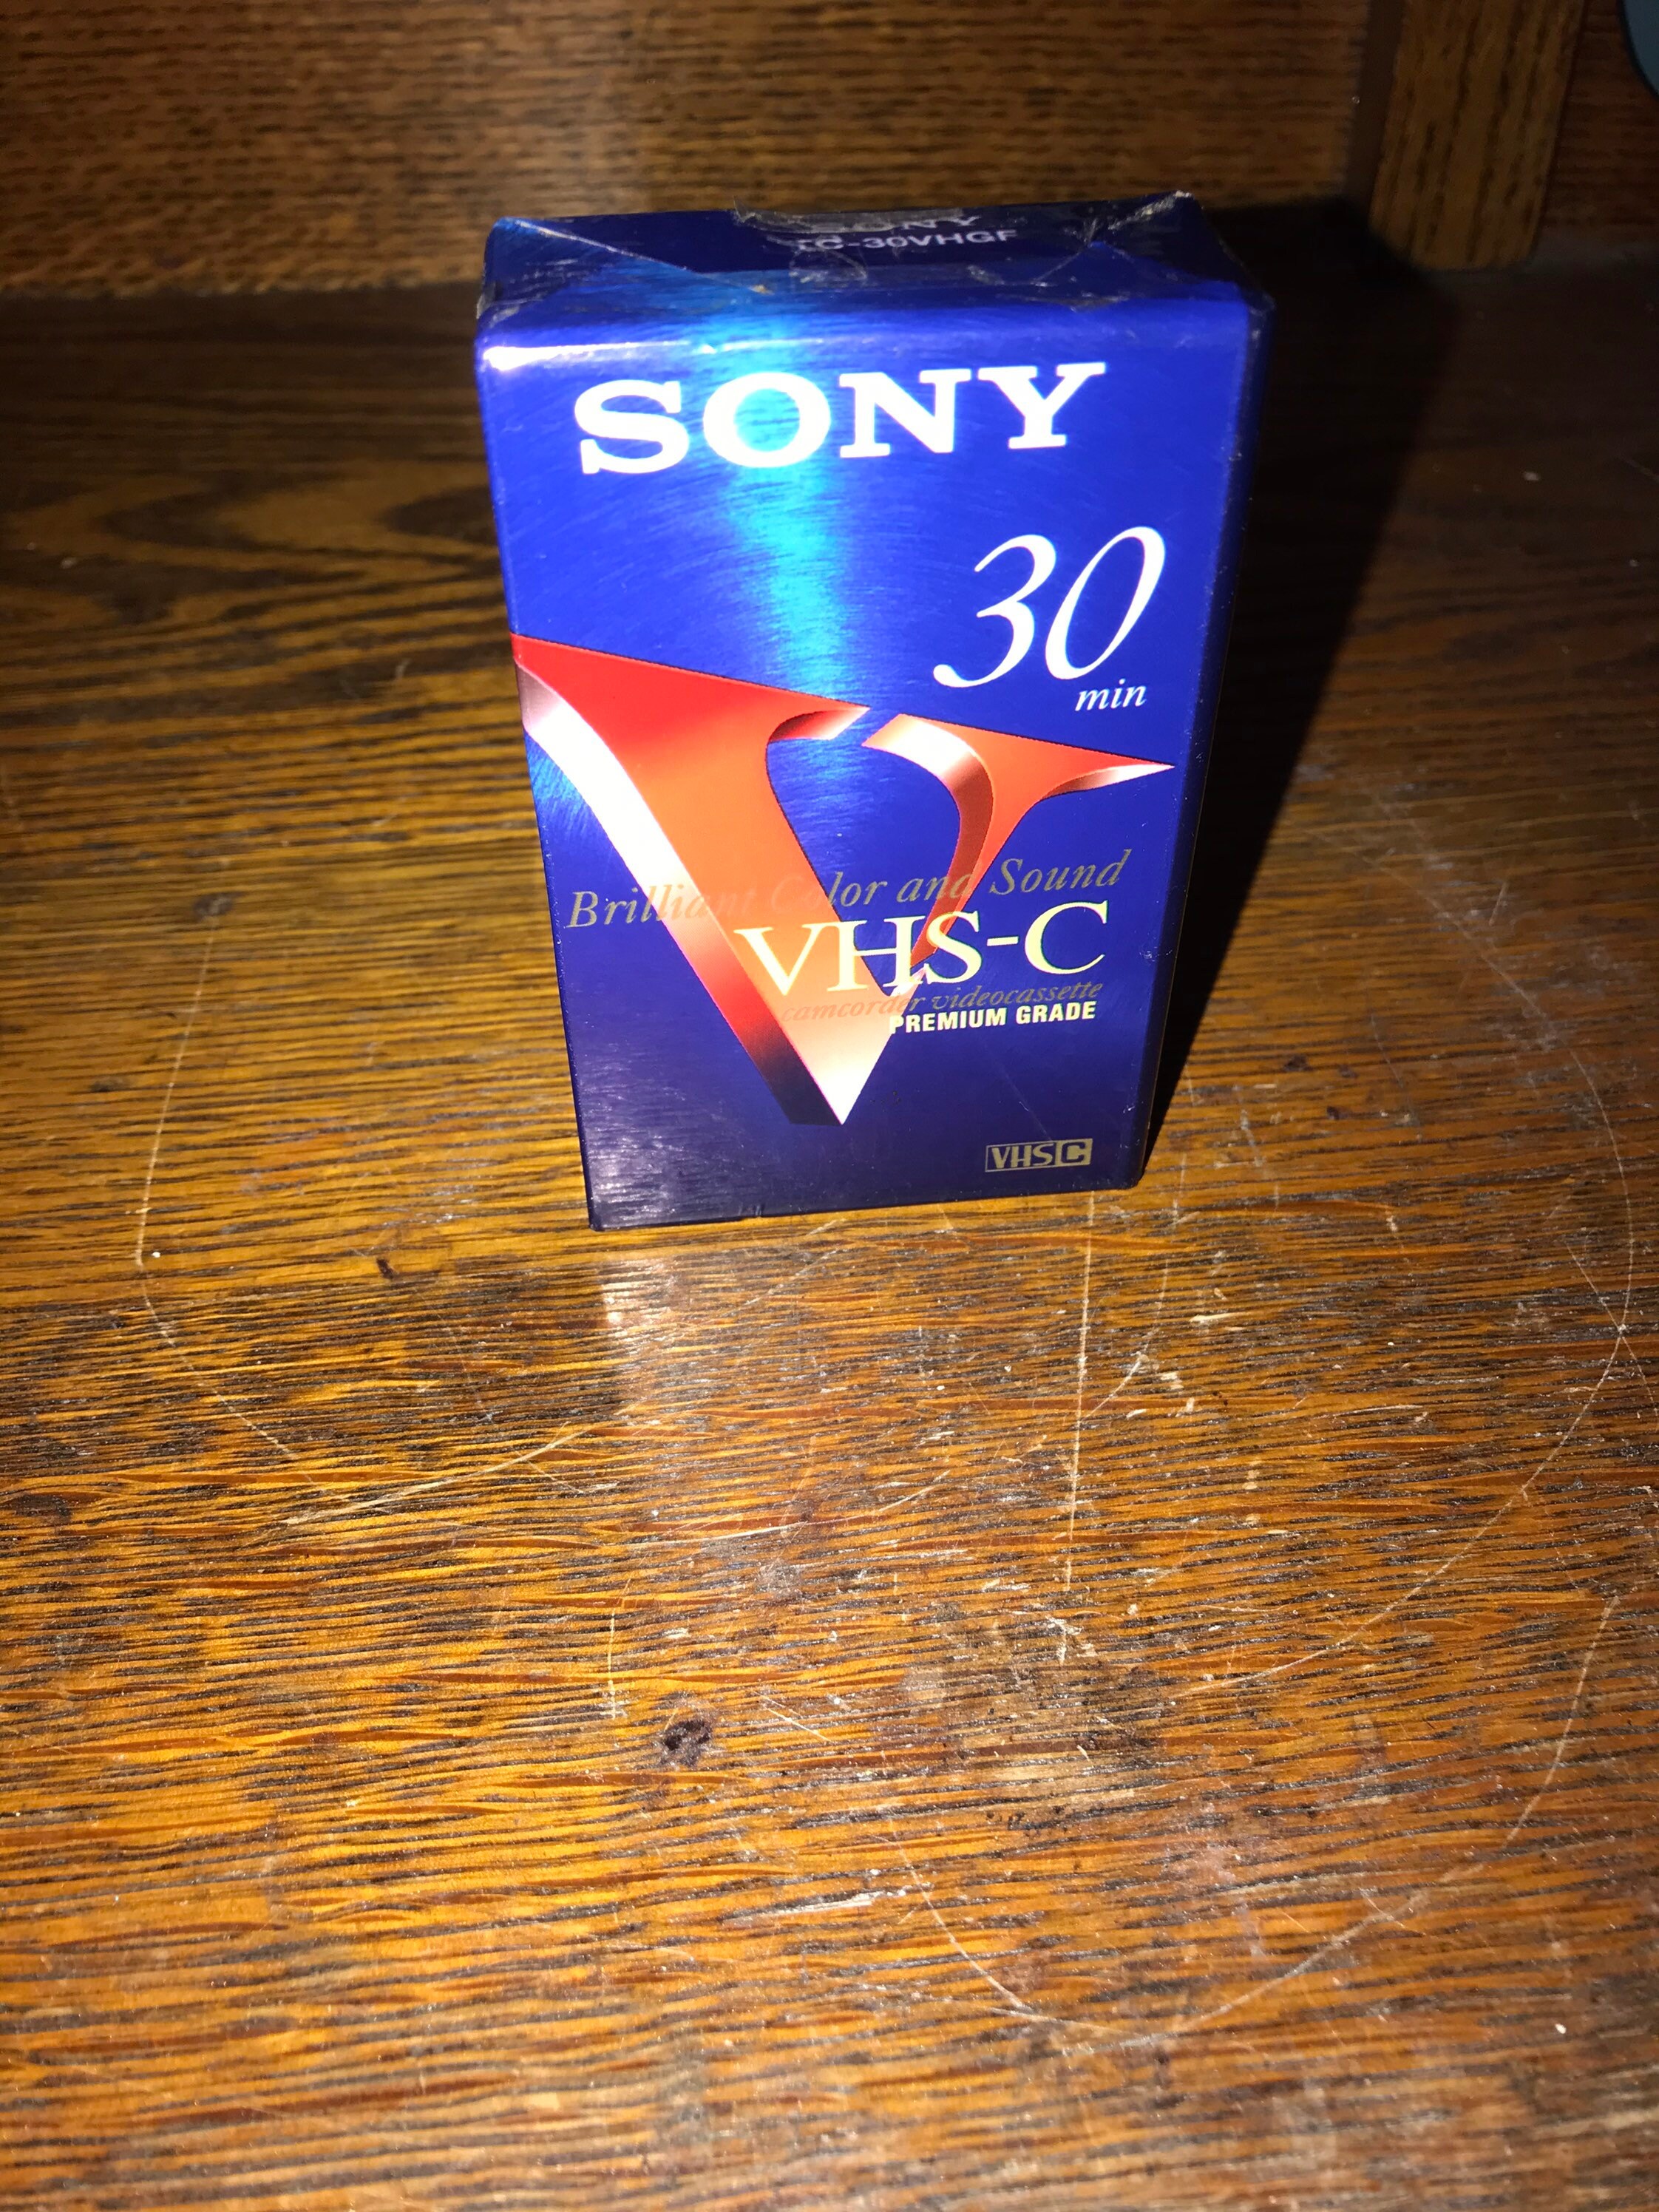 SONY
TC-30VHGF
SONY
30
min
Brilliant Color and Sound
VHS-C
camcorder videocassette
PREMIUM GRADE
VHS C